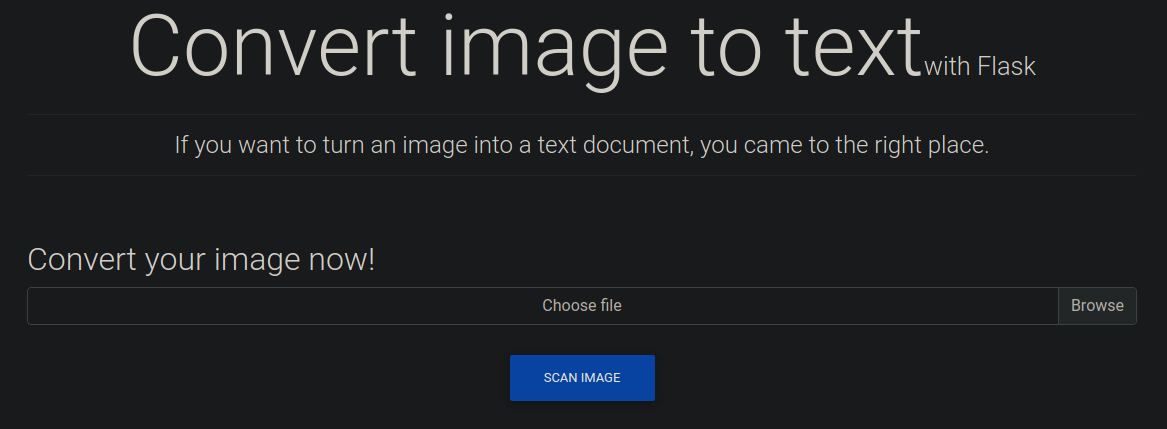 Convert image to text with Flask
If you want to turn an image into a text document, you came to the right place.
Convert your image now!
Choose file Browse
SCAN IMAGE